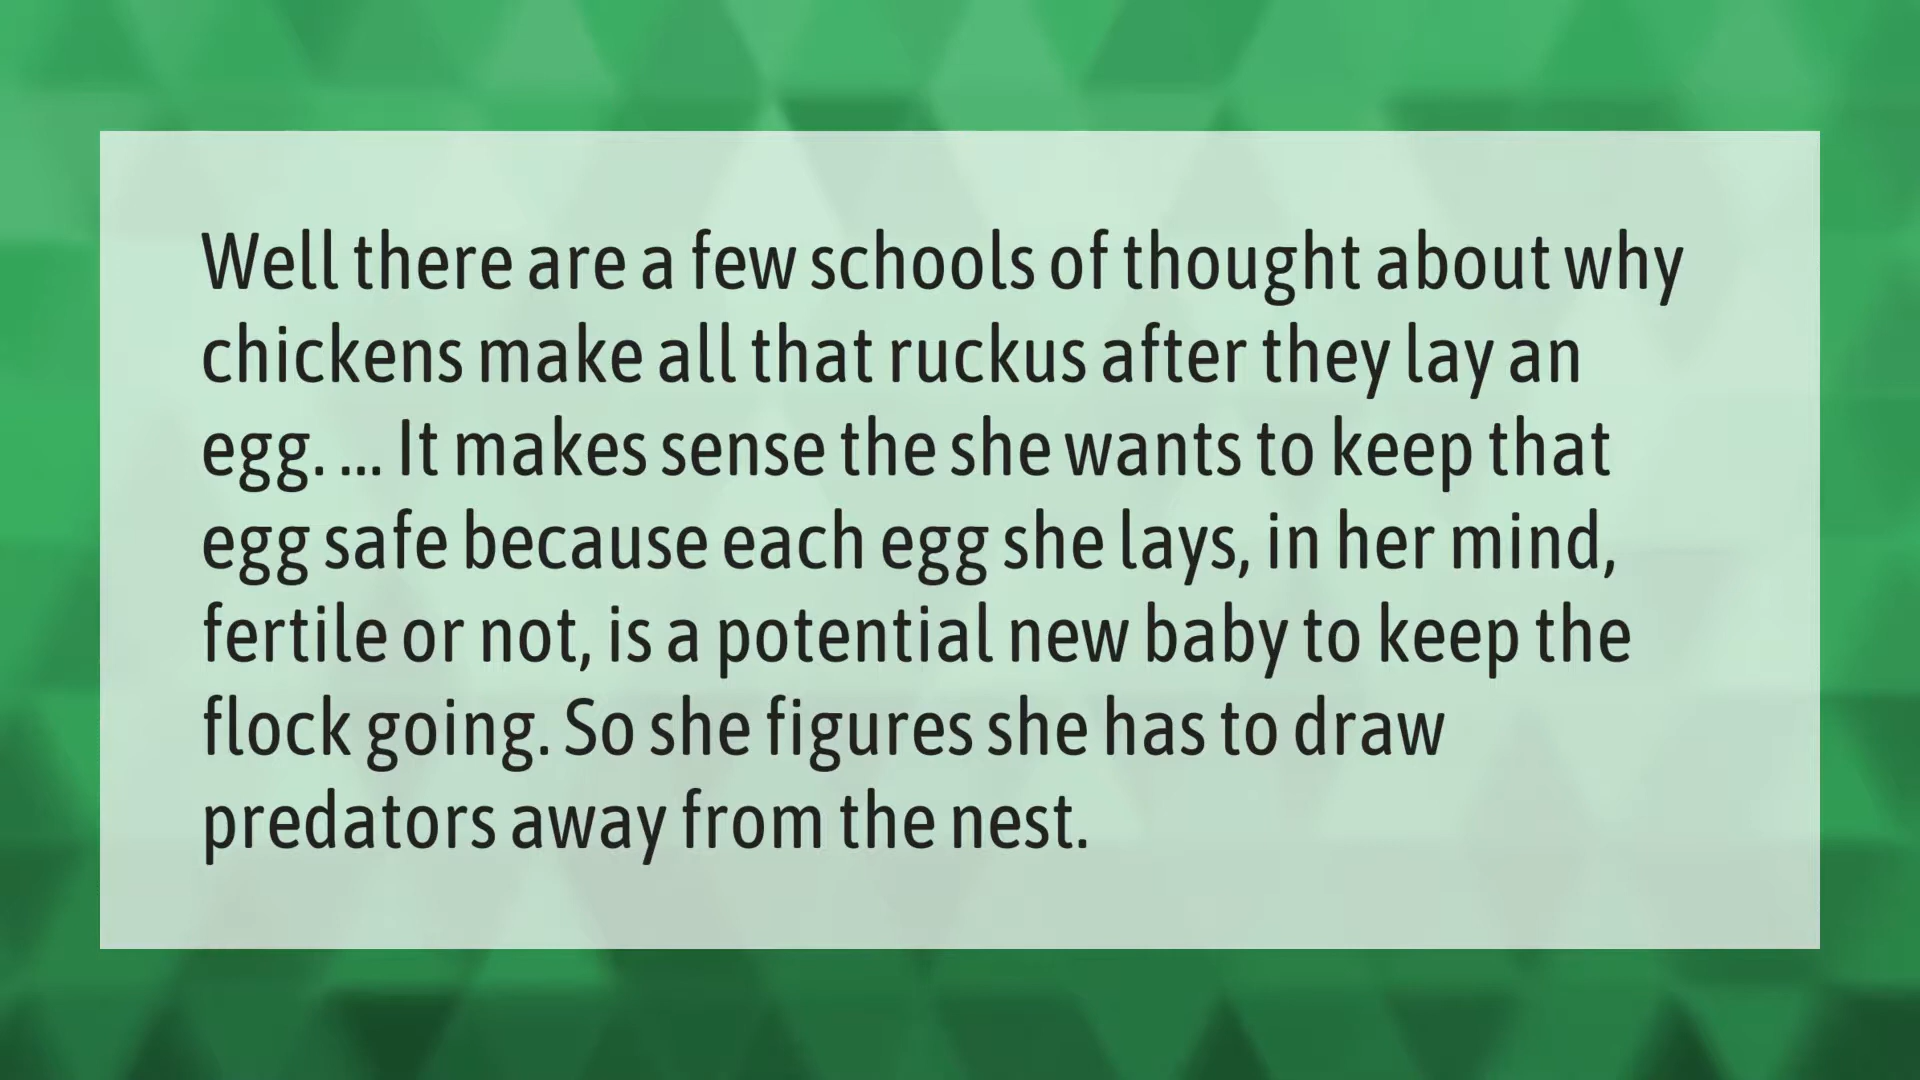 Well there are a few schools of thought about why
chickens make all that ruckus after they lay an
egg. ... It makes sense the she wants to keep that
egg safe because each egg she lays, in her mind,
fertile or not, is a potential new baby to keep the
flock going. So she figures she has to draw
predators away from the nest.